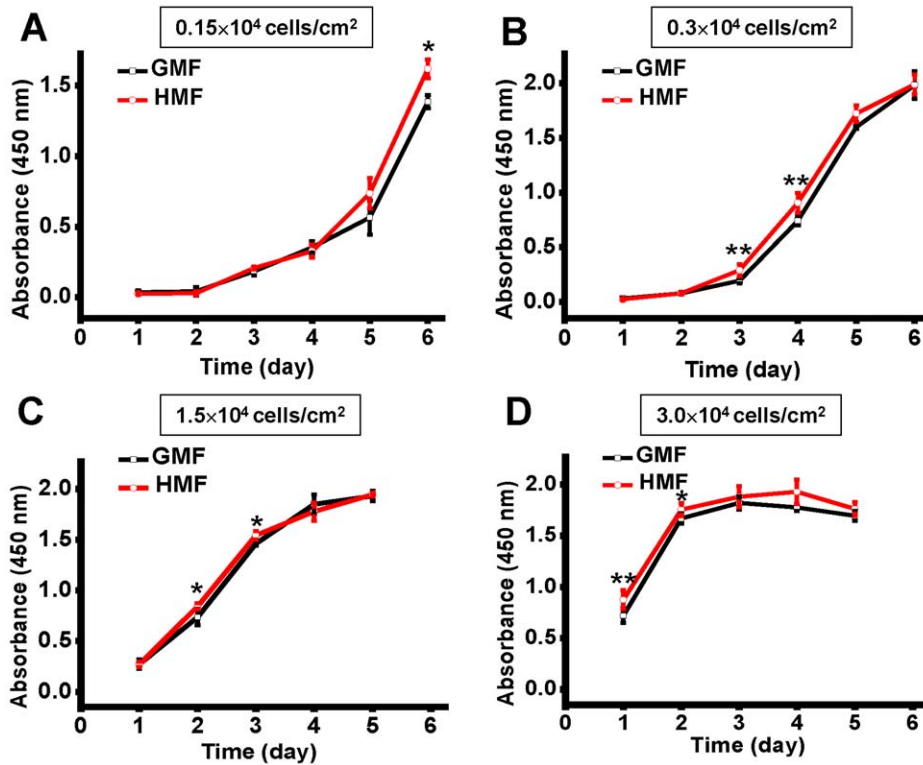 A
0.15×10⁴ cells/cm²
GMF
HMF
*
Absorbance (450 nm)
1.5
1.0
0.5
0.0
0 1 2 3 4 5 6
Time (day)
B
0.3×10⁴ cells/cm²
GMF
HMF
** **
Absorbance (450 nm)
2.0
1.5
1.0
0.5
0.0
0 1 2 3 4 5 6
Time (day)
C
1.5×10⁴ cells/cm²
GMF
HMF
* *
Absorbance (450 nm)
2.0
1.5
1.0
0.5
0.0
0 1 2 3 4 5 6
Time (day)
D
3.0×10⁴ cells/cm²
GMF
HMF
** *
Absorbance (450 nm)
2.0
1.5
1.0
0.5
0.0
0 1 2 3 4 5 6
Time (day)